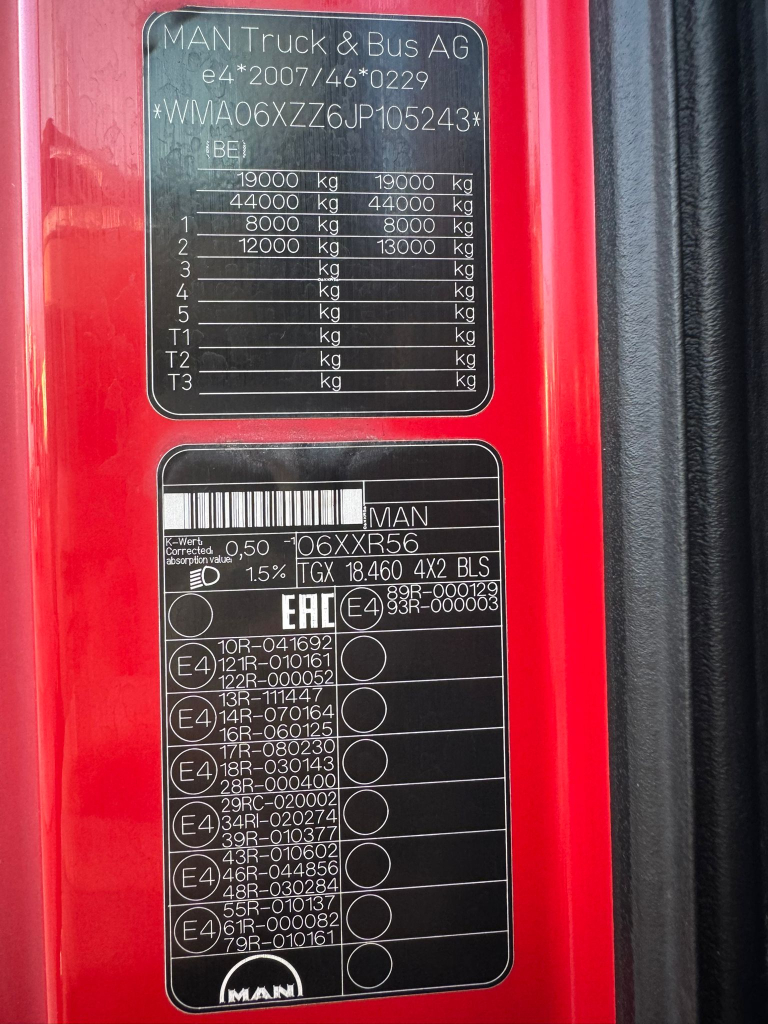 MAN Truck & Bus AG
e4*2007/46*0229
*WMA06XZZ6JP105243*
BE
19000 kg 19000 kg
44000 kg 44000 kg
1 8000 kg 8000 kg
2 12000 kg 13000 kg
3 kg kg
4 kg kg
5 kg kg
T1 kg kg
T2 kg kg
T3 kg kg
MAN
K-Wert,
Corrected,
absorption value,
0,50 -1
06XXR56
1.5%
TGX 18.460 4X2 BLS
EAC
E4
89R-000129
93R-000003
E4
10R-041692
121R-010161
122R-000052
E4
13R-111447
14R-070164
16R-060125
E4
17R-080230
18R-030143
28R-000400
E4
29RC-020002
34RI-020274
39R-010377
E4
43R-010602
46R-044856
48R-030284
E4
55R-010137
61R-000082
79R-010161
MAN